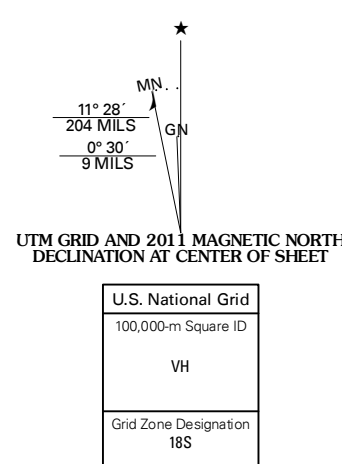 ★
MN
11° 28´
204 MILS
GN
0° 30´
9 MILS
UTM GRID AND 2011 MAGNETIC NORTH
DECLINATION AT CENTER OF SHEET
U.S. National Grid
100,000-m Square ID
VH
Grid Zone Designation
18S